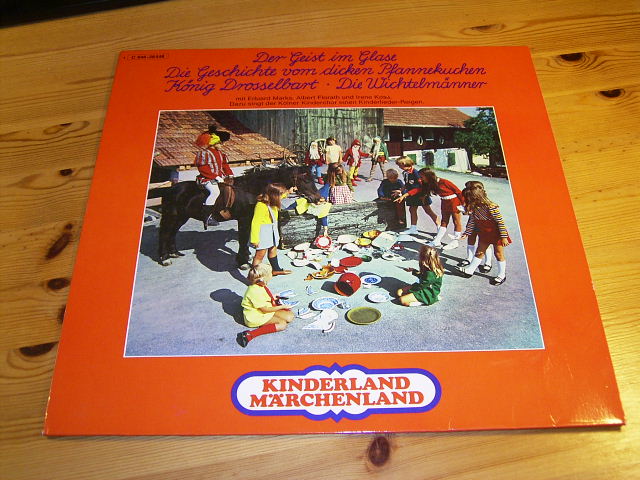 Der Geist im Glase
Die Geschichte vom dicken Pfannekuchen
König Drosselbart · Die Wichtelmänner
mit Erhard Marks, Albert Florath und Irene Koss.
Dazu singt der Kölner Kinderchor einen Kinderlieder-Reigen.
KINDERLAND
MÄRCHENLAND